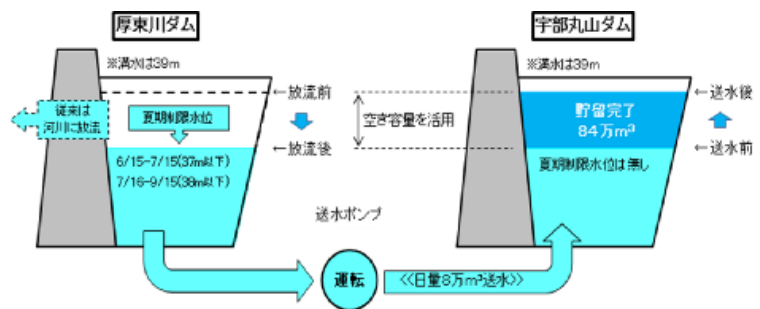 厚東川ダム
宇部丸山ダム
※満水は39m
※満水は39m
従来は
河川に放流
夏期制限水位
6/15-7/15(37m以下)
7/16-9/15(38m以下)
←放流前
←放流後
空き容量を活用
貯留完了
84万m³
夏期制限水位は無し
←送水後
←送水前
送水ポンプ
運転
<<日量8万m³送水>>